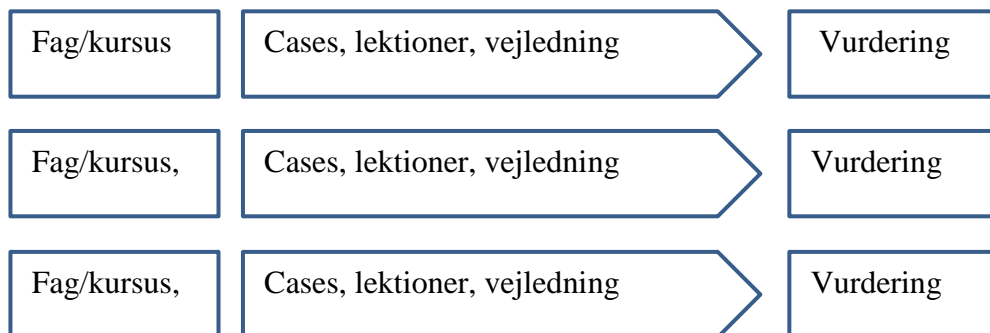 Fag/kursus Cases, lektioner, vejledning Vurdering
Fag/kursus, Cases, lektioner, vejledning Vurdering
Fag/kursus, Cases, lektioner, vejledning Vurdering